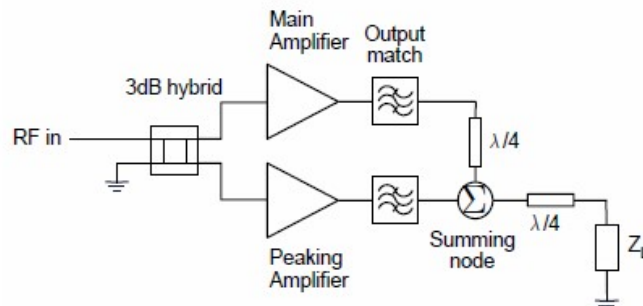 Main
Amplifier
Output
match
3dB hybrid
RF in
λ/4
Σ
λ/4
Summing
node
Peaking
Amplifier